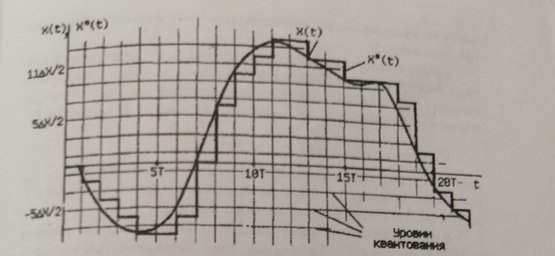 X(t), X*(t)
X(t)
X*(t)
11ΔX/2
5ΔX/2
5T
10T
15T
20T
t
-5ΔX/2
Уровни
квантования